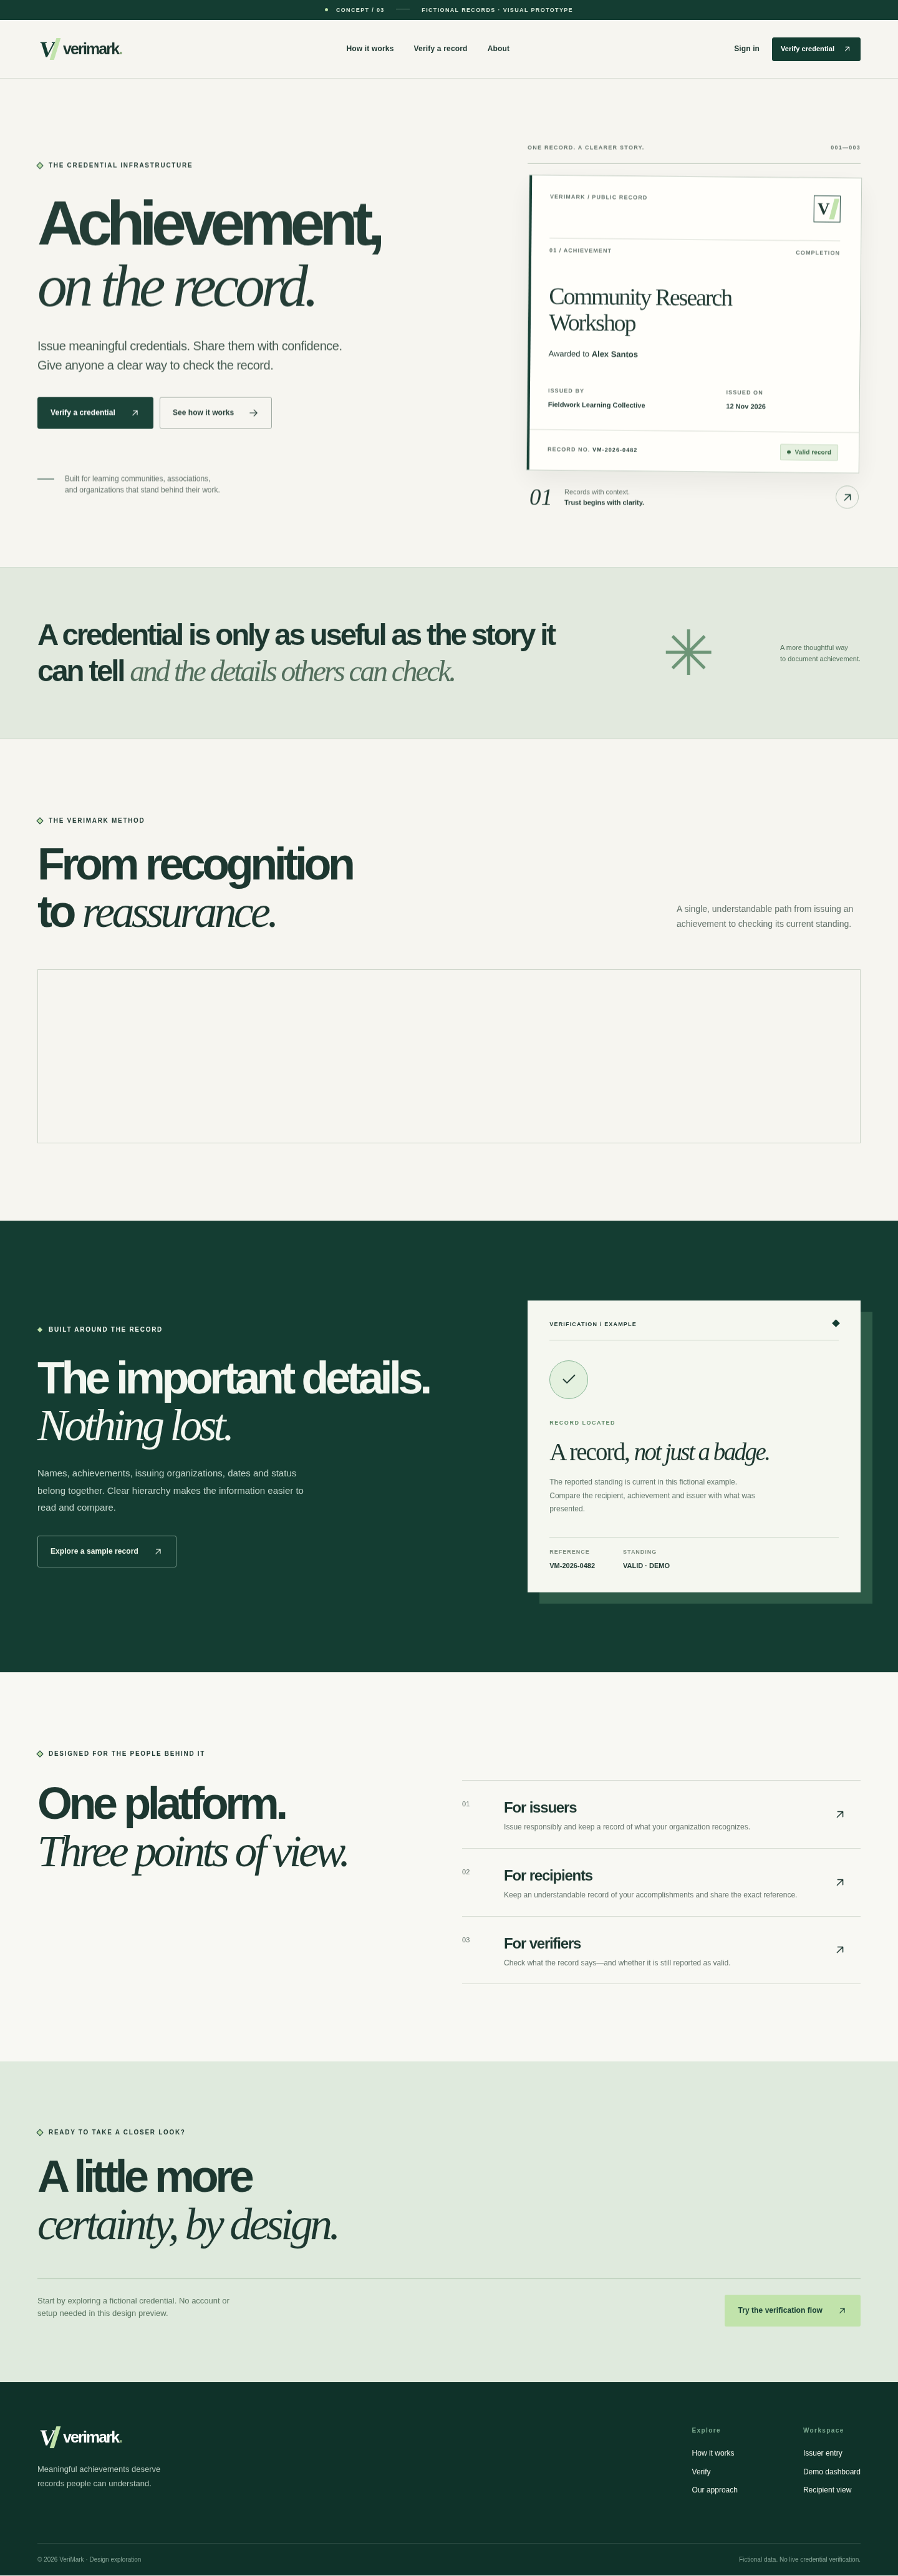 CONCEPT / 03 FICTIONAL RECORDS · VISUAL PROTOTYPE
V verimark.
How it works Verify a record About
Sign in Verify credential
THE CREDENTIAL INFRASTRUCTURE
Achievement,
on the record.
Issue meaningful credentials. Share them with confidence.
Give anyone a clear way to check the record.
Verify a credential See how it works
Built for learning communities, associations,
and organizations that stand behind their work.
ONE RECORD. A CLEARER STORY. 001—003
VERIMARK / PUBLIC RECORD
V
01 / ACHIEVEMENT COMPLETION
Community Research
Workshop
Awarded to Alex Santos
ISSUED BY ISSUED ON
Fieldwork Learning Collective 12 Nov 2026
RECORD NO. VM-2026-0482 Valid record
01 Records with context.
Trust begins with clarity.
A credential is only as useful as the story it
can tell and the details others can check.
A more thoughtful way
to document achievement.
THE VERIMARK METHOD
From recognition
to reassurance.
A single, understandable path from issuing an
achievement to checking its current standing.
BUILT AROUND THE RECORD
The important details.
Nothing lost.
Names, achievements, issuing organizations, dates and status
belong together. Clear hierarchy makes the information easier to
read and compare.
Explore a sample record
VERIFICATION / EXAMPLE
RECORD LOCATED
A record, not just a badge.
The reported standing is current in this fictional example.
Compare the recipient, achievement and issuer with what was
presented.
REFERENCE STANDING
VM-2026-0482 VALID · DEMO
DESIGNED FOR THE PEOPLE BEHIND IT
One platform.
Three points of view.
01 For issuers
Issue responsibly and keep a record of what your organization recognizes.
02 For recipients
Keep an understandable record of your accomplishments and share the exact reference.
03 For verifiers
Check what the record says—and whether it is still reported as valid.
READY TO TAKE A CLOSER LOOK?
A little more
certainty, by design.
Start by exploring a fictional credential. No account or
setup needed in this design preview.
Try the verification flow
V verimark.
Meaningful achievements deserve
records people can understand.
Explore
How it works
Verify
Our approach
Workspace
Issuer entry
Demo dashboard
Recipient view
© 2026 VeriMark · Design exploration
Fictional data. No live credential verification.